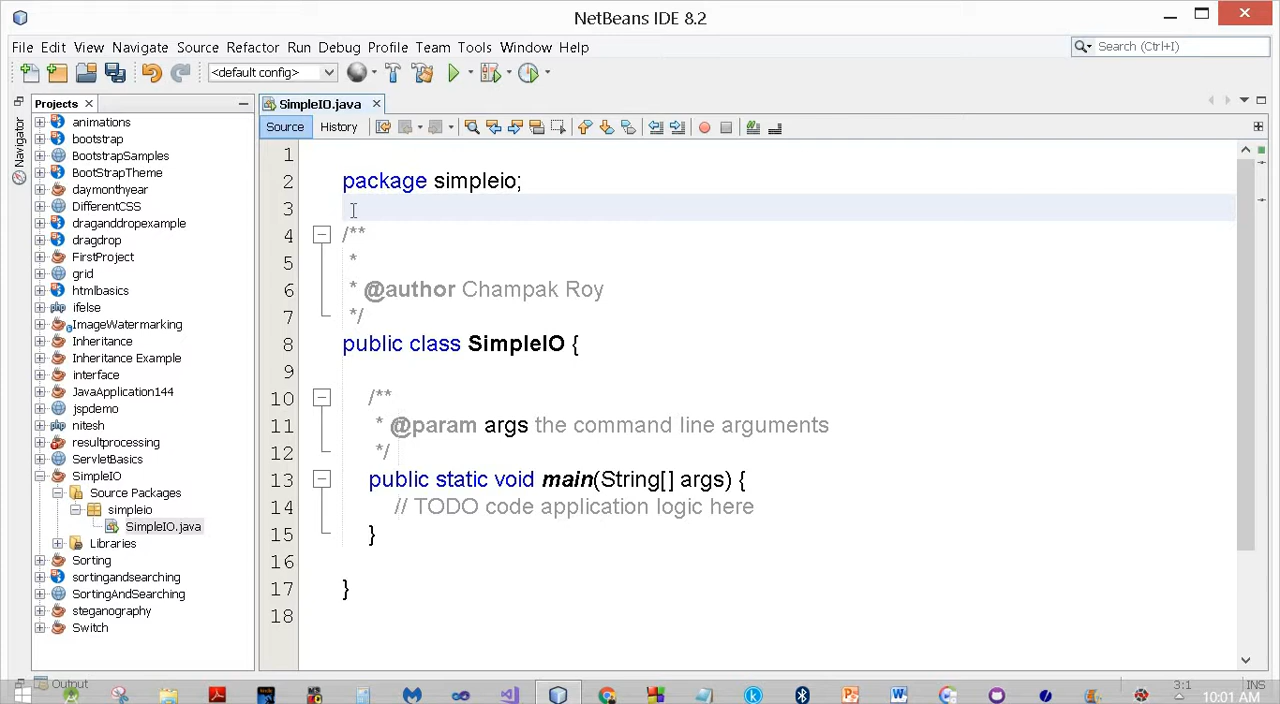 NetBeans IDE 8.2
File Edit View Navigate Source Refactor Run Debug Profile Team Tools Window Help
Search (Ctrl+I)
<default config>
Projects
SimpleIO.java
Navigator
Source History
animations
bootstrap
BootstrapSamples
BootStrapTheme
daymonthyear
DifferentCSS
draganddropexample
dragdrop
FirstProject
grid
htmlbasics
ifelse
ImageWatermarking
Inheritance
Inheritance Example
interface
JavaApplication144
jspdemo
nitesh
resultprocessing
ServletBasics
SimpleIO
Source Packages
simpleio
SimpleIO.java
Libraries
Sorting
sortingandsearching
SortingAndSearching
steganography
Switch
1
2 package simpleio;
3
4 /**
5 *
6 * @author Champak Roy
7 */
8 public class SimpleIO {
9
10 /**
11 * @param args the command line arguments
12 */
13 public static void main(String[] args) {
14 // TODO code application logic here
15 }
16
17 }
18
Output
3:1
INS
10:01 AM